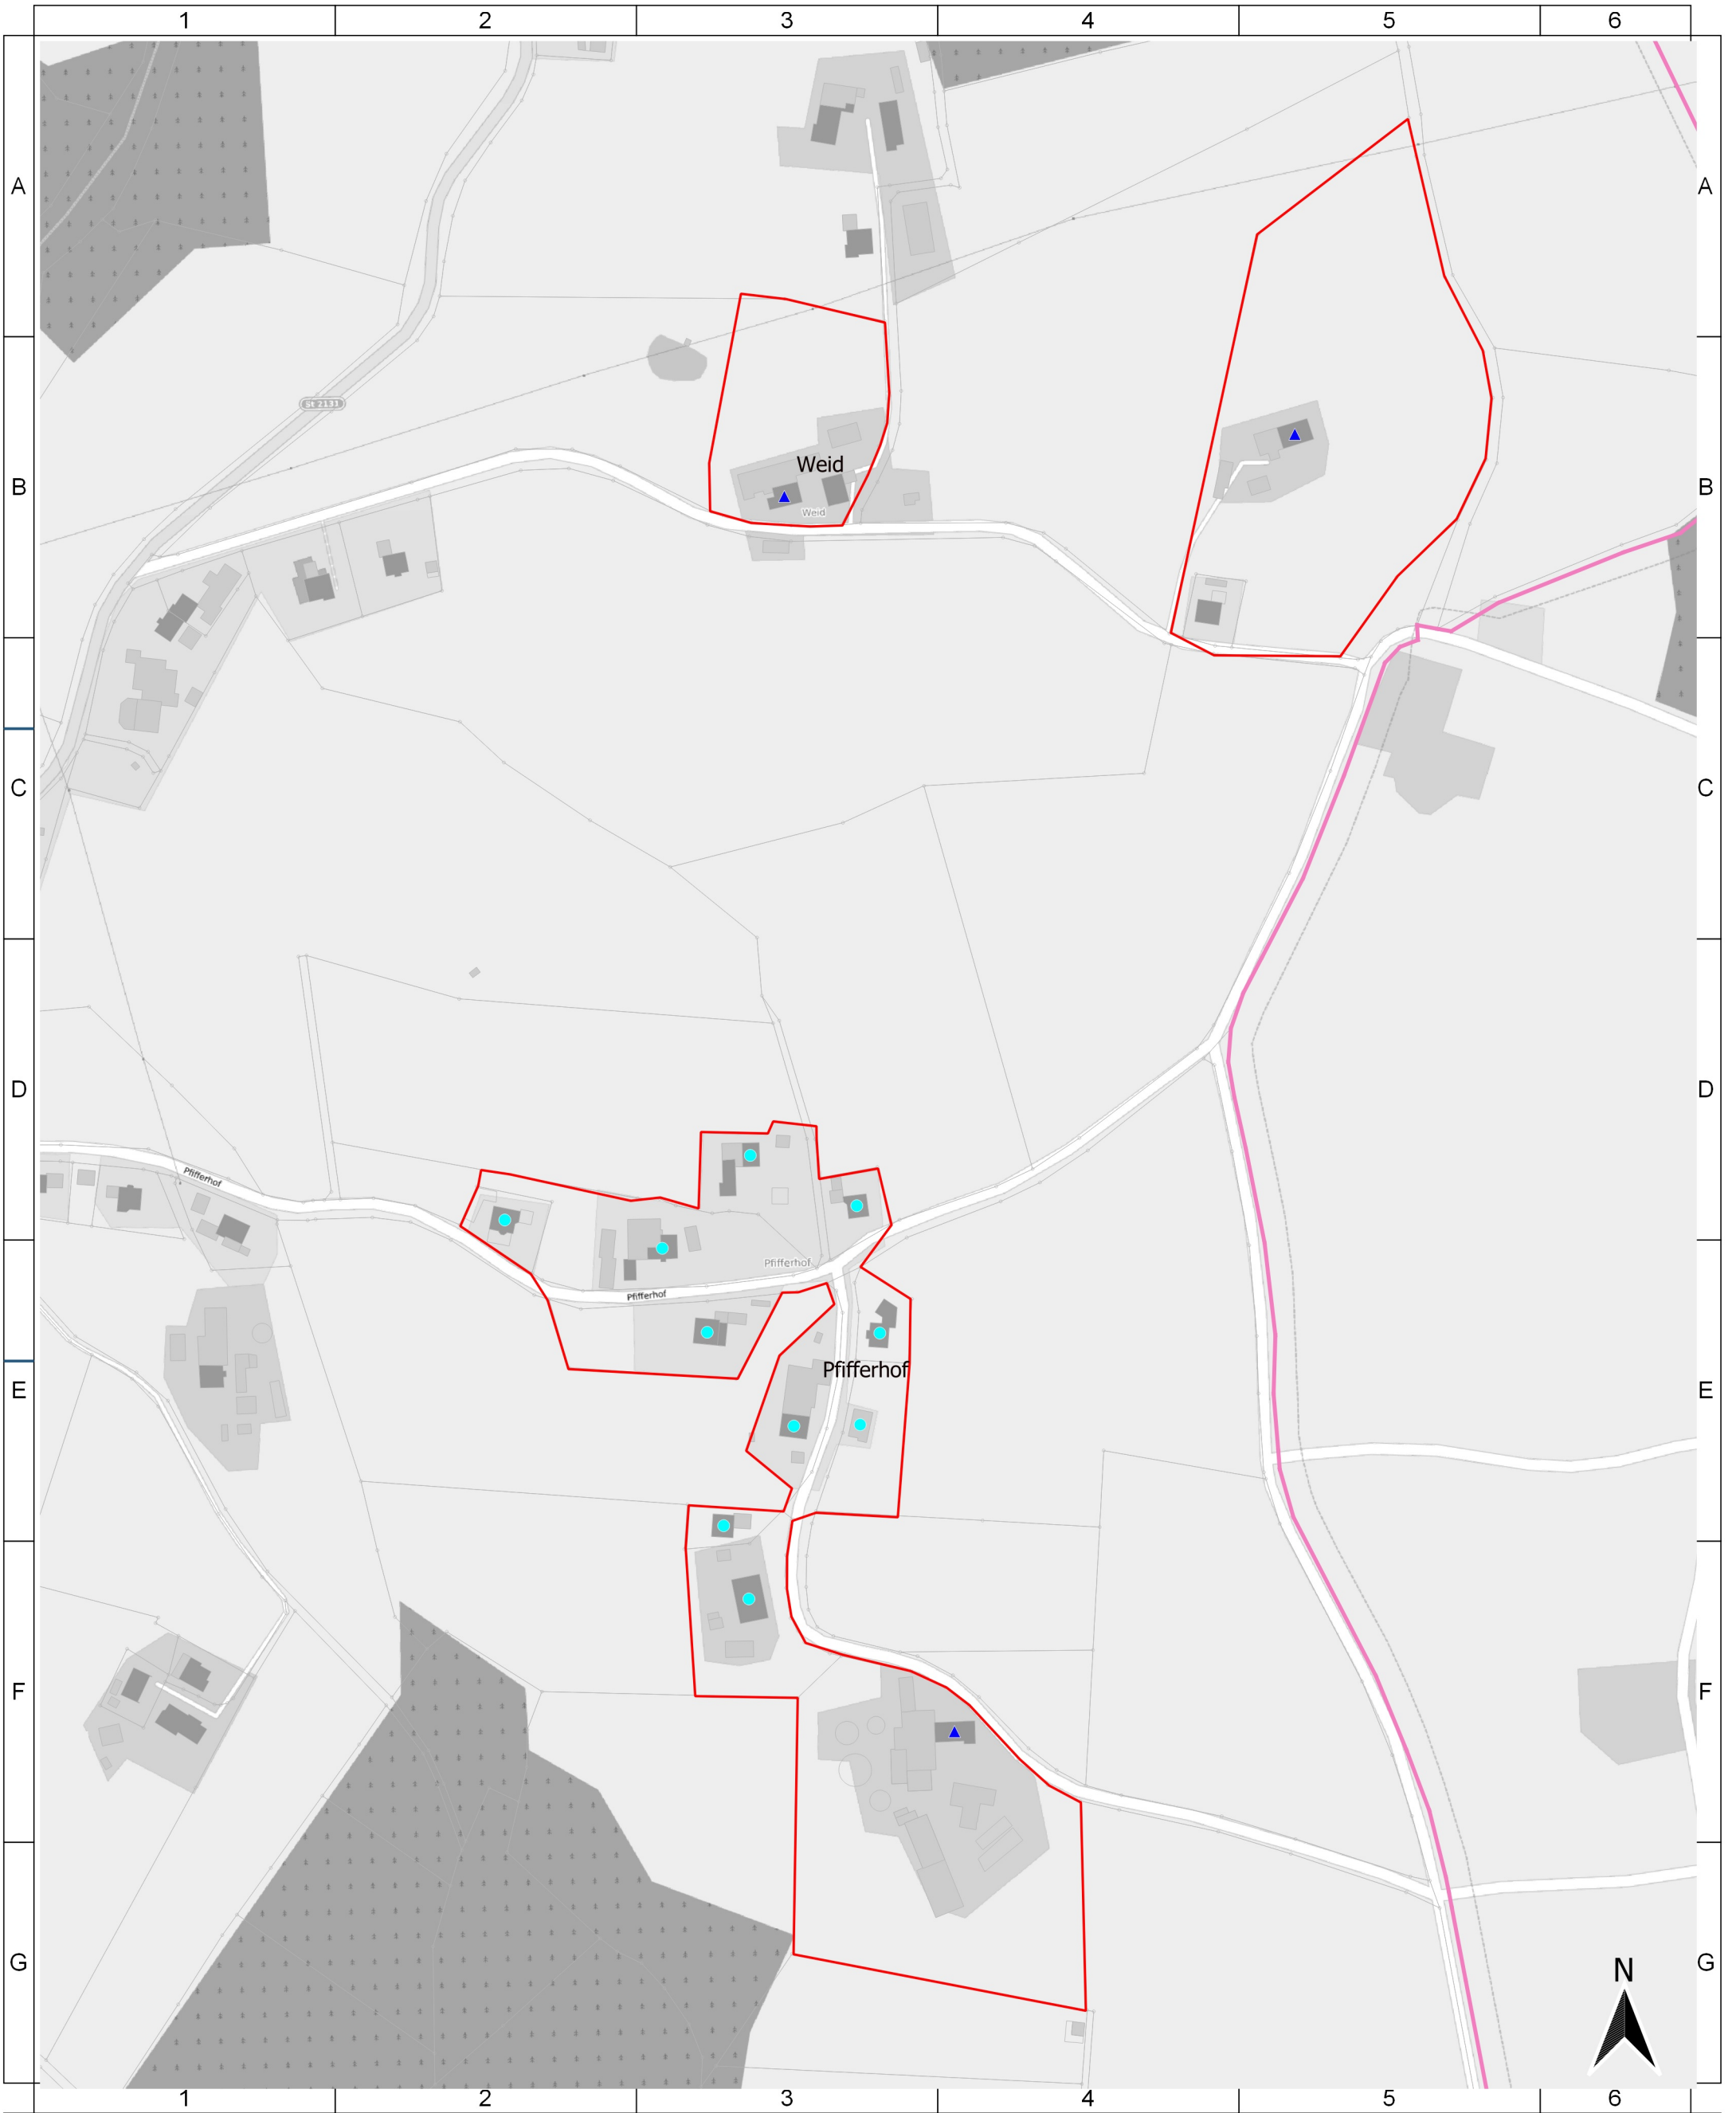 1 2 3 4 5 6
A A
St 2131
B Weid B
Weid
C C
D D
Pfifferhof
Pfifferhof
Pfifferhof
E Pfifferhof E
F F
G N G
1 2 3 4 5 6